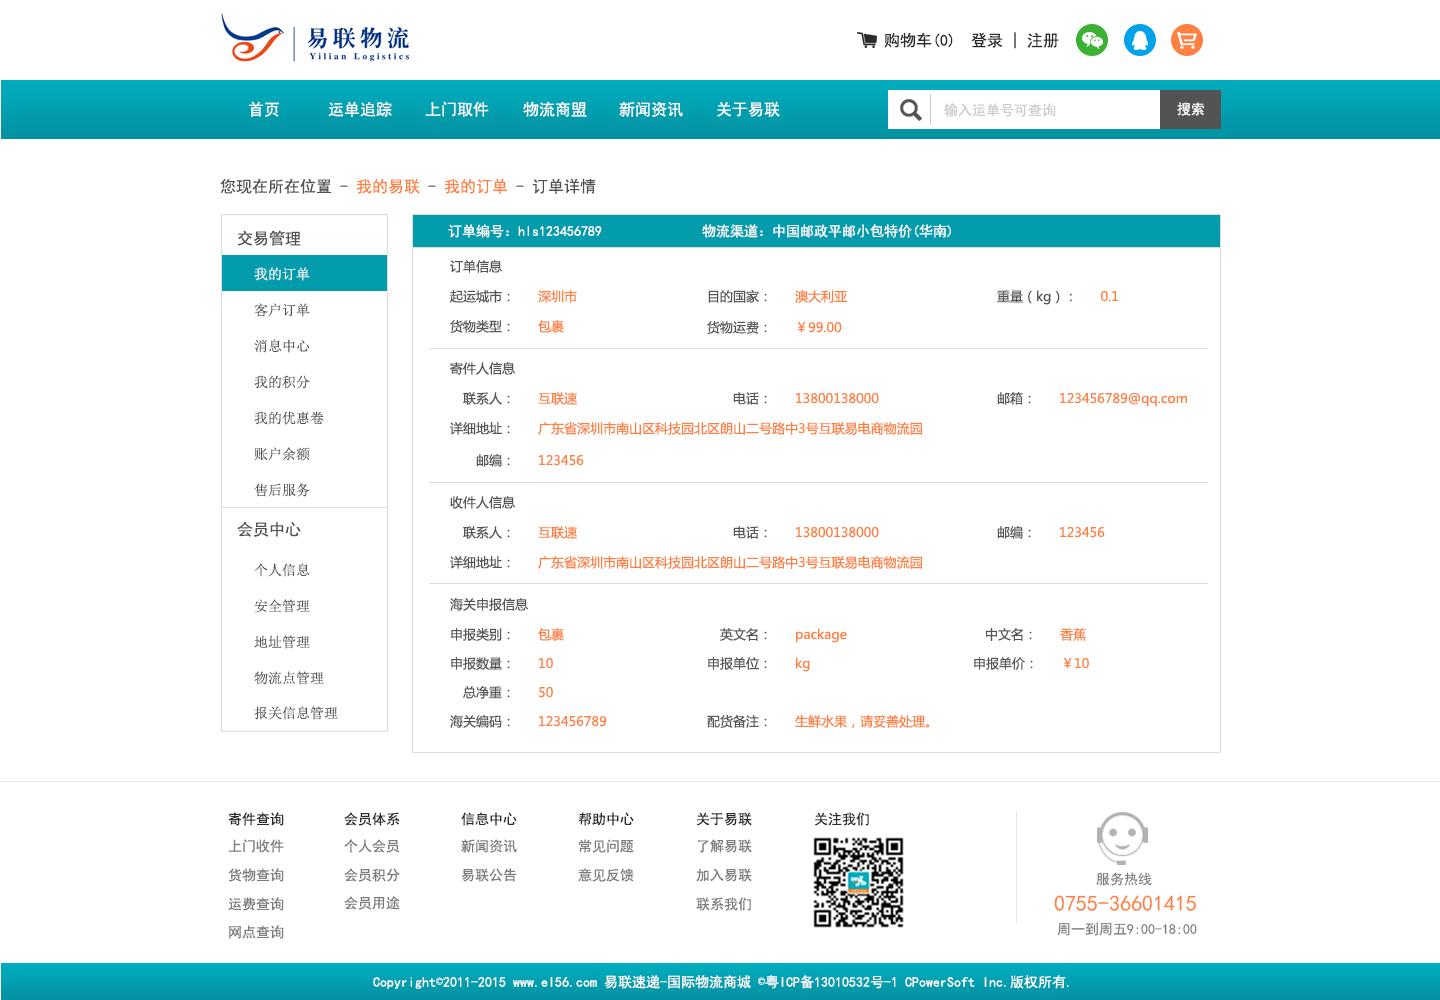 易联物流
Yilian Logistics
购物车(0) 登录 | 注册
首页 运单追踪 上门取件 物流商盟 新闻资讯 关于易联 输入运单号可查询 搜索
您现在所在位置 - 我的易联 - 我的订单 - 订单详情
交易管理
我的订单
客户订单
消息中心
我的积分
我的优惠卷
账户余额
售后服务
会员中心
个人信息
安全管理
地址管理
物流点管理
报关信息管理
订单编号：hls123456789 物流渠道：中国邮政平邮小包特价(华南)
订单信息
起运城市： 深圳市 目的国家： 澳大利亚 重量（kg）： 0.1
货物类型： 包裹 货物运费： ￥99.00
寄件人信息
联系人： 互联速 电话： 13800138000 邮箱： 123456789@qq.com
详细地址： 广东省深圳市南山区科技园北区朗山二号路中3号互联易电商物流园
邮编： 123456
收件人信息
联系人： 互联速 电话： 13800138000 邮编： 123456
详细地址： 广东省深圳市南山区科技园北区朗山二号路中3号互联易电商物流园
海关申报信息
申报类别： 包裹 英文名： package 中文名： 香蕉
申报数量： 10 申报单位： kg 申报单价： ￥10
总净重： 50
海关编码： 123456789 配货备注： 生鲜水果，请妥善处理。
寄件查询 会员体系 信息中心 帮助中心 关于易联 关注我们
上门收件 个人会员 新闻资讯 常见问题 了解易联
货物查询 会员积分 易联公告 意见反馈 加入易联
运费查询 会员用途 联系我们
网点查询
服务热线
0755-36601415
周一到周五9:00-18:00
Copyright©2011-2015 www.el56.com 易联速递-国际物流商城 ©粤ICP备13010532号-1 CPowerSoft Inc.版权所有.